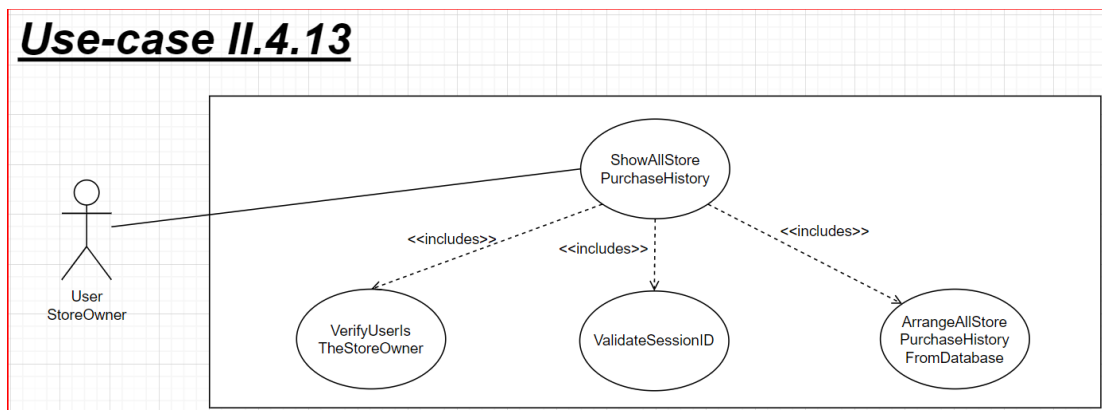 Use-case II.4.13
ShowAllStore
PurchaseHistory
<<includes>>
<<includes>>
<<includes>>
User
StoreOwner
VerifyUserIs
TheStoreOwner
ValidateSessionID
ArrangeAllStore
PurchaseHistory
FromDatabase